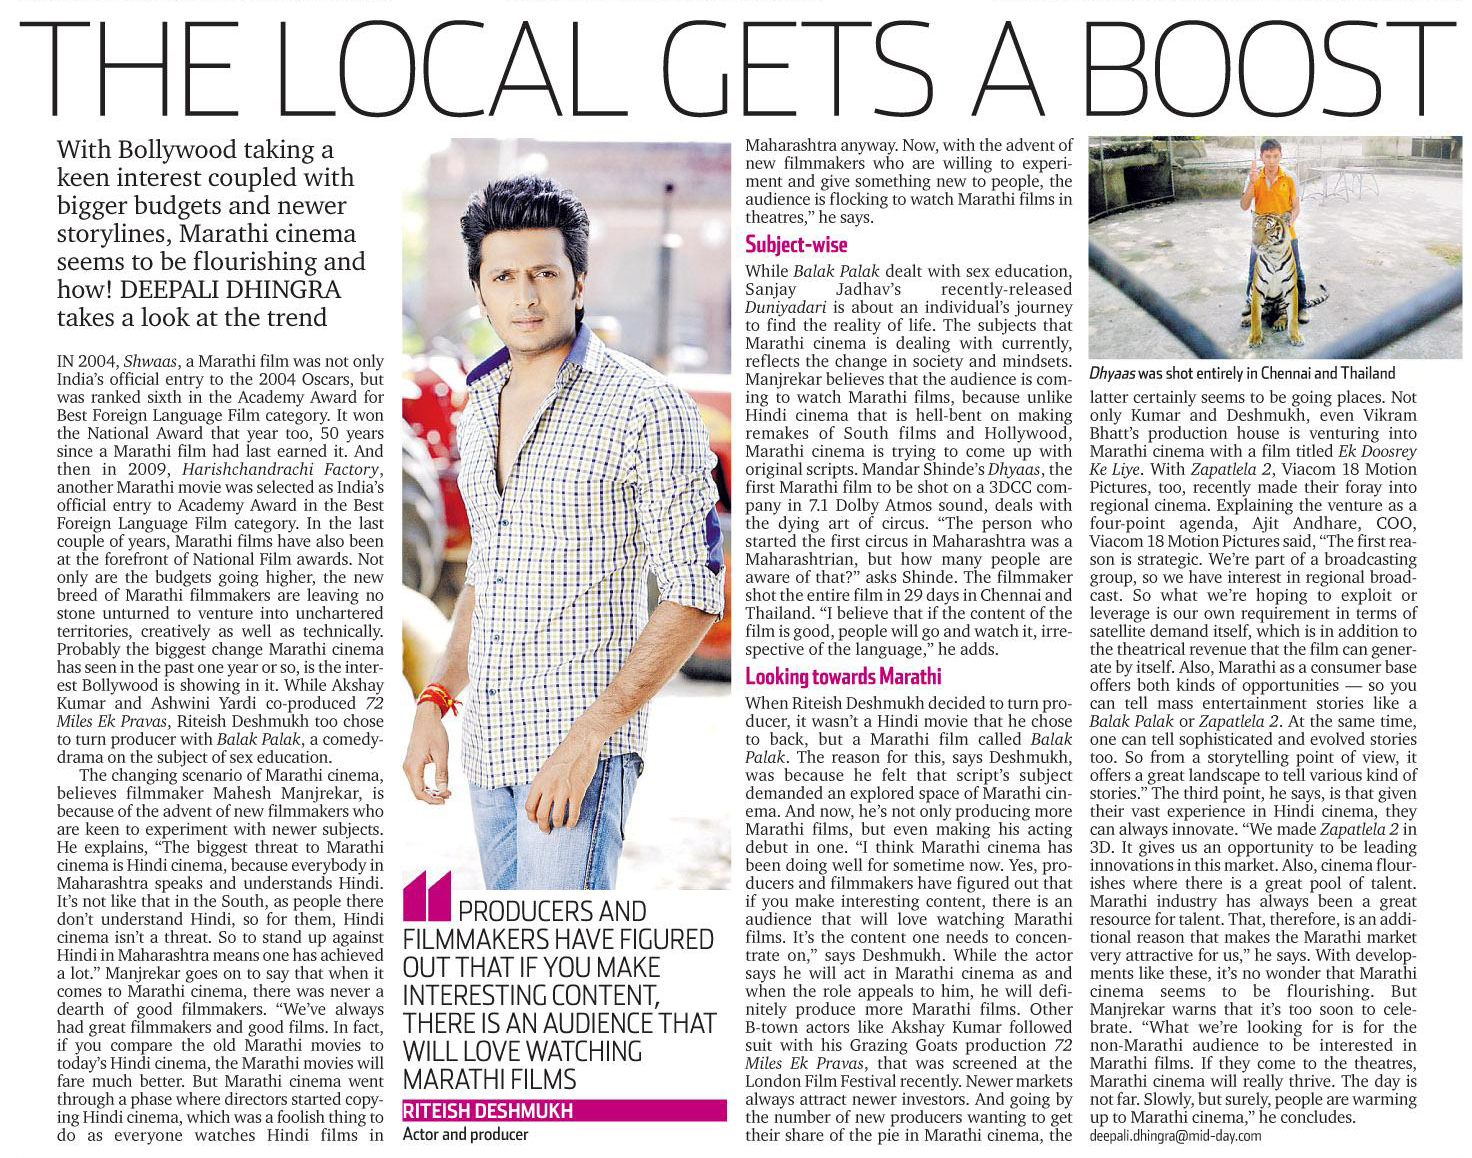 THE LOCAL GETS A BOOST
With Bollywood taking a
keen interest coupled with
bigger budgets and newer
storylines, Marathi cinema
seems to be flourishing and
how! DEEPALI DHINGRA
takes a look at the trend
IN 2004, Shwaas, a Marathi film was not only
India's official entry to the 2004 Oscars, but
was ranked sixth in the Academy Award for
Best Foreign Language Film category. It won
the National Award that year too, 50 years
since a Marathi film had last earned it. And
then in 2009, Harishchandrachi Factory,
another Marathi movie was selected as India's
official entry to Academy Award in the Best
Foreign Language Film category. In the last
couple of years, Marathi films have also been
at the forefront of National Film awards. Not
only are the budgets going higher, the new
breed of Marathi filmmakers are leaving no
stone unturned to venture into unchartered
territories, creatively as well as technically.
Probably the biggest change Marathi cinema
has seen in the past one year or so, is the inter-
est Bollywood is showing in it. While Akshay
Kumar and Ashwini Yardi co-produced 72
Miles Ek Pravas, Riteish Deshmukh too chose
to turn producer with Balak Palak, a comedy-
drama on the subject of sex education.
The changing scenario of Marathi cinema,
believes filmmaker Mahesh Manjrekar, is
because of the advent of new filmmakers who
are keen to experiment with newer subjects.
He explains, "The biggest threat to Marathi
cinema is Hindi cinema, because everybody in
Maharashtra speaks and understands Hindi.
It's not like that in the South, as people there
don't understand Hindi, so for them, Hindi
cinema isn't a threat. So to stand up against
Hindi in Maharashtra means one has achieved
a lot." Manjrekar goes on to say that when it
comes to Marathi cinema, there was never a
dearth of good filmmakers. "We've always
had great filmmakers and good films. In fact,
if you compare the old Marathi movies to
today's Hindi cinema, the Marathi movies will
fare much better. But Marathi cinema went
through a phase where directors started copy-
ing Hindi cinema, which was a foolish thing to
do as everyone watches Hindi films in
PRODUCERS AND
FILMMAKERS HAVE FIGURED
OUT THAT IF YOU MAKE
INTERESTING CONTENT,
THERE IS AN AUDIENCE THAT
WILL LOVE WATCHING
MARATHI FILMS
RITEISH DESHMUKH
Actor and producer
Maharashtra anyway. Now, with the advent of
new filmmakers who are willing to experi-
ment and give something new to people, the
audience is flocking to watch Marathi films in
theatres," he says.
Subject-wise
While Balak Palak dealt with sex education,
Sanjay Jadhav's recently-released
Duniyadari is about an individual's journey
to find the reality of life. The subjects that
Marathi cinema is dealing with currently,
reflects the change in society and mindsets.
Manjrekar believes that the audience is com-
ing to watch Marathi films, because unlike
Hindi cinema that is hell-bent on making
remakes of South films and Hollywood,
Marathi cinema is trying to come up with
original scripts. Mandar Shinde's Dhyaas, the
first Marathi film to be shot on a 3DCC com-
pany in 7.1 Dolby Atmos sound, deals with
the dying art of circus. "The person who
started the first circus in Maharashtra was a
Maharashtrian, but how many people are
aware of that?" asks Shinde. The filmmaker
shot the entire film in 29 days in Chennai and
Thailand. "I believe that if the content of the
film is good, people will go and watch it, irre-
spective of the language," he adds.
Looking towards Marathi
When Riteish Deshmukh decided to turn pro-
ducer, it wasn't a Hindi movie that he chose
to back, but a Marathi film called Balak
Palak. The reason for this, says Deshmukh,
was because he felt that script's subject
demanded an explored space of Marathi cin-
ema. And now, he's not only producing more
Marathi films, but even making his acting
debut in one. "I think Marathi cinema has
been doing well for sometime now. Yes, pro-
ducers and filmmakers have figured out that
if you make interesting content, there is an
audience that will love watching Marathi
films. It's the content one needs to concen-
trate on," says Deshmukh. While the actor
says he will act in Marathi cinema as and
when the role appeals to him, he will defi-
nitely produce more Marathi films. Other
B-town actors like Akshay Kumar followed
suit with his Grazing Goats production 72
Miles Ek Pravas, that was screened at the
London Film Festival recently. Newer markets
always attract newer investors. And going by
the number of new producers wanting to get
their share of the pie in Marathi cinema, the
Dhyaas was shot entirely in Chennai and Thailand
latter certainly seems to be going places. Not
only Kumar and Deshmukh, even Vikram
Bhatt's production house is venturing into
Marathi cinema with a film titled Ek Doosrey
Ke Liye. With Zapatlela 2, Viacom 18 Motion
Pictures, too, recently made their foray into
regional cinema. Explaining the venture as a
four-point agenda, Ajit Andhare, COO,
Viacom 18 Motion Pictures said, "The first rea-
son is strategic. We're part of a broadcasting
group, so we have interest in regional broad-
cast. So what we're hoping to exploit or
leverage is our own requirement in terms of
satellite demand itself, which is in addition to
the theatrical revenue that the film can gener-
ate by itself. Also, Marathi as a consumer base
offers both kinds of opportunities — so you
can tell mass entertainment stories like a
Balak Palak or Zapatlela 2. At the same time,
one can tell sophisticated and evolved stories
too. So from a storytelling point of view, it
offers a great landscape to tell various kind of
stories." The third point, he says, is that given
their vast experience in Hindi cinema, they
can always innovate. "We made Zapatlela 2 in
3D. It gives us an opportunity to be leading
innovations in this market. Also, cinema flour-
ishes where there is a great pool of talent.
Marathi industry has always been a great
resource for talent. That, therefore, is an addi-
tional reason that makes the Marathi market
very attractive for us," he says. With develop-
ments like these, it's no wonder that Marathi
cinema seems to be flourishing. But
Manjrekar warns that it's too soon to cele-
brate. "What we're looking for is for the
non-Marathi audience to be interested in
Marathi films. If they come to the theatres,
Marathi cinema will really thrive. The day is
not far. Slowly, but surely, people are warming
up to Marathi cinema," he concludes.
deepali.dhingra@mid-day.com